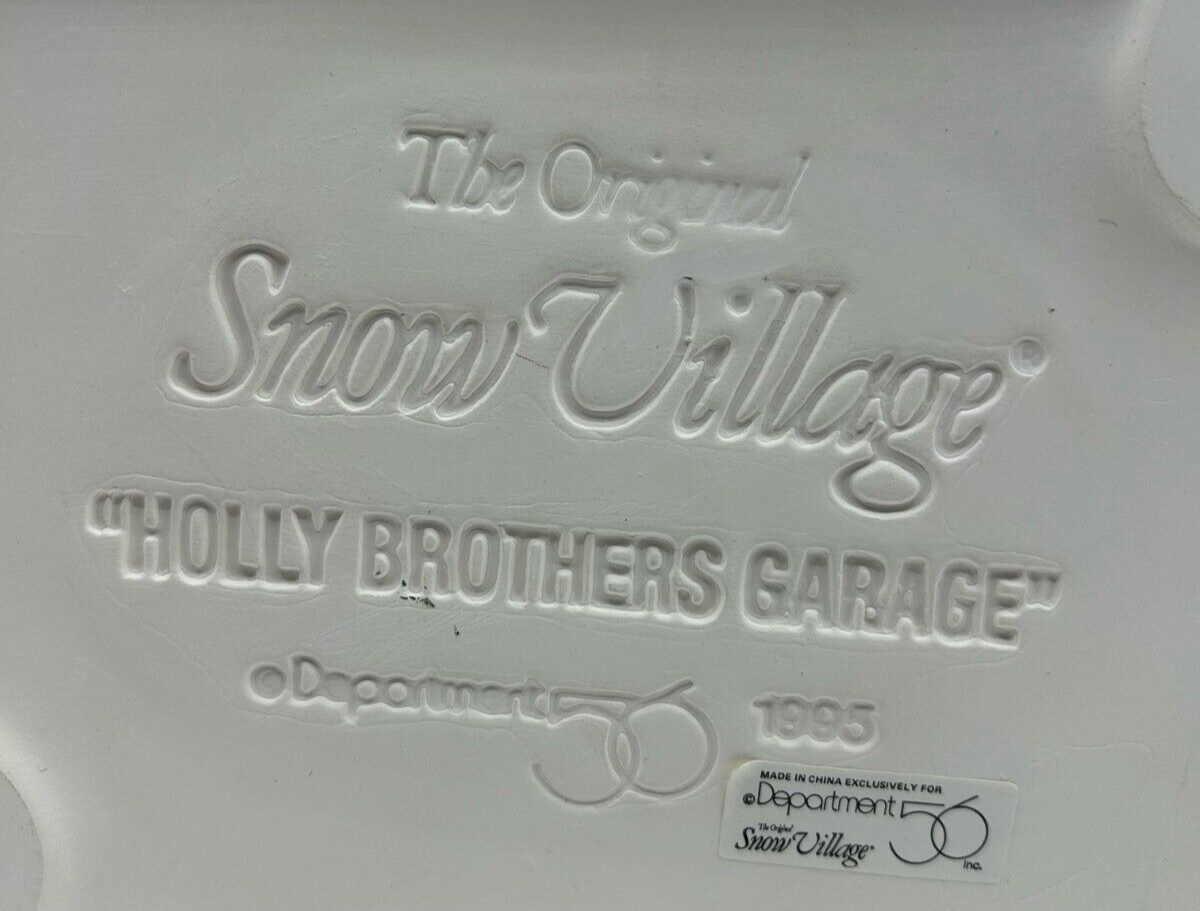 The Original
Snow Village®
"HOLLY BROTHERS GARAGE"
©Department 56 1995
MADE IN CHINA EXCLUSIVELY FOR
©Department 56
The Original
Snow Village®
Inc.